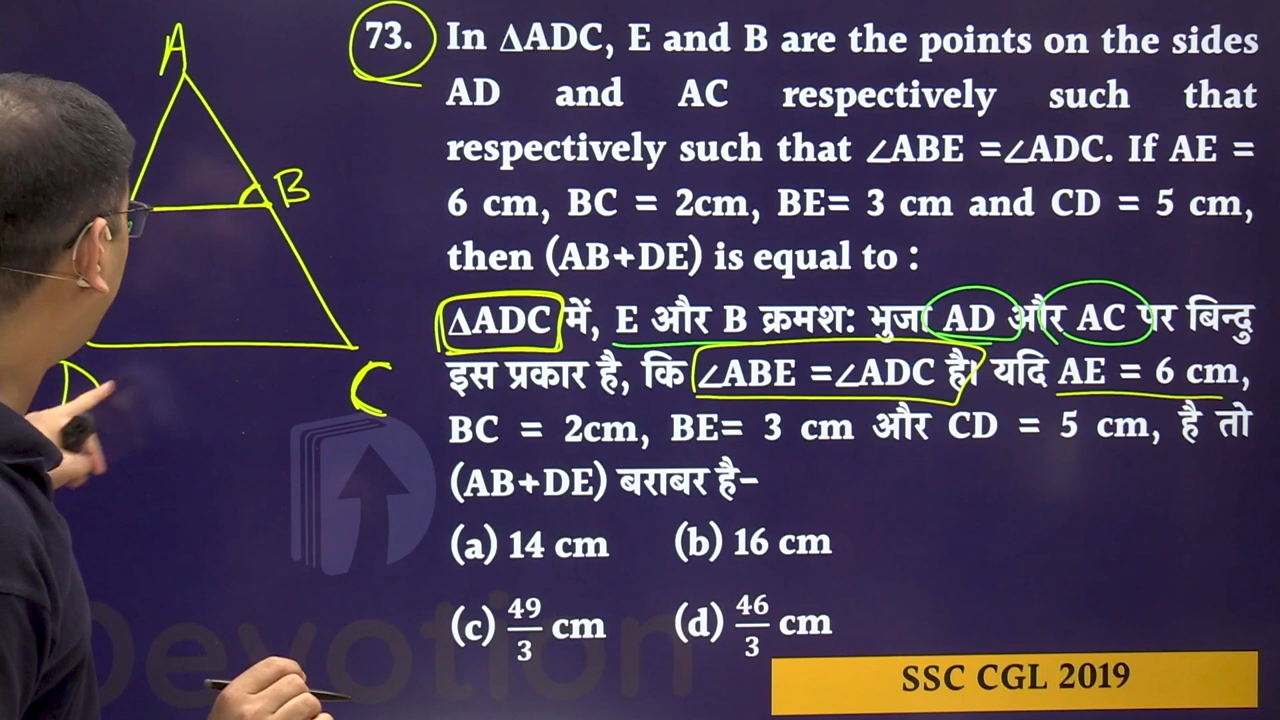 A
B
C
D
73. In ΔADC, E and B are the points on the sides
AD and AC respectively such that
respectively such that ∠ABE =∠ADC. If AE =
6 cm, BC = 2cm, BE= 3 cm and CD = 5 cm,
then (AB+DE) is equal to :
ΔADC में, E और B क्रमश: भुजा AD और AC पर बिन्दु
इस प्रकार है, कि ∠ABE =∠ADC है। यदि AE = 6 cm,
BC = 2cm, BE= 3 cm और CD = 5 cm, है तो
(AB+DE) बराबर है–
(a) 14 cm (b) 16 cm
(c) 49/3 cm (d) 46/3 cm
Devotion
SSC CGL 2019